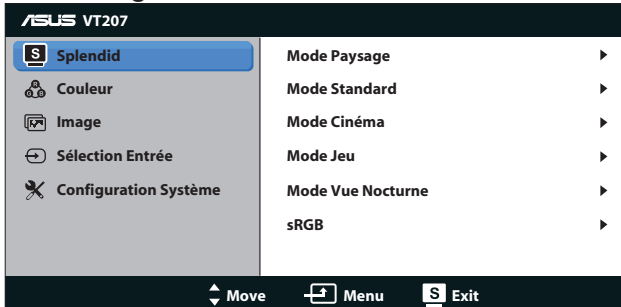 ASUS VT207
S Splendid
Couleur
Image
Sélection Entrée
Configuration Système
Mode Paysage
Mode Standard
Mode Cinéma
Mode Jeu
Mode Vue Nocturne
sRGB
Move Menu S Exit